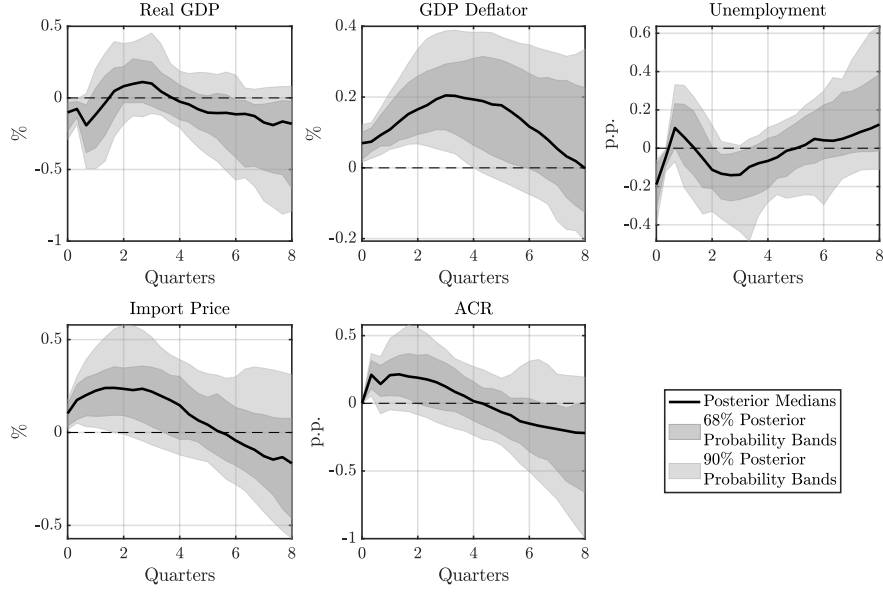 Real GDP
0.5
0
-0.5
-1
%
0 2 4 6 8
Quarters
GDP Deflator
0.4
0.2
0
-0.2
%
0 2 4 6 8
Quarters
Unemployment
0.6
0.4
0.2
0
-0.2
-0.4
p.p.
0 2 4 6 8
Quarters
Import Price
0.5
0
-0.5
%
0 2 4 6 8
Quarters
ACR
0.5
0
-0.5
-1
p.p.
0 2 4 6 8
Quarters
Posterior Medians
68% Posterior
Probability Bands
90% Posterior
Probability Bands